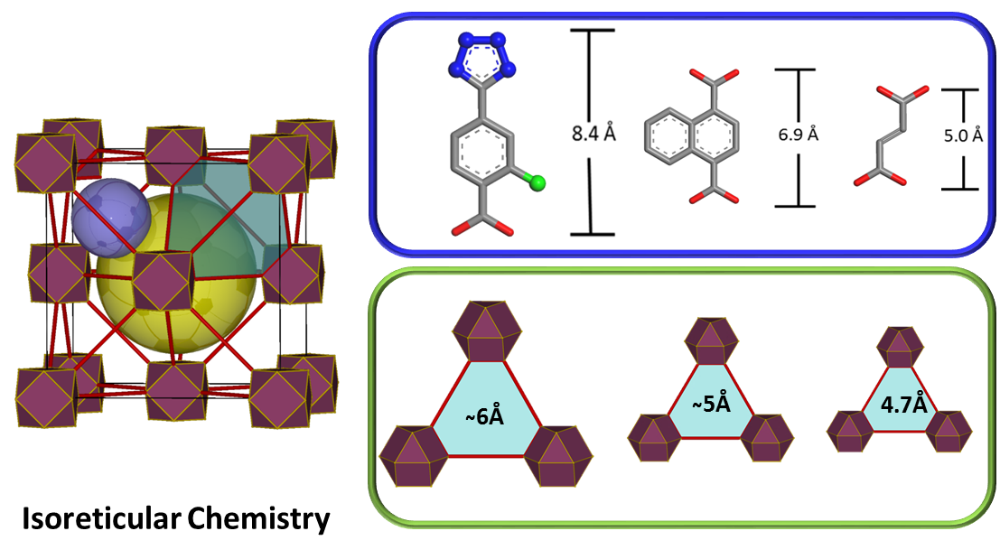 8.4 Å
6.9 Å
5.0 Å
~6Å
~5Å
4.7Å
Isoreticular Chemistry